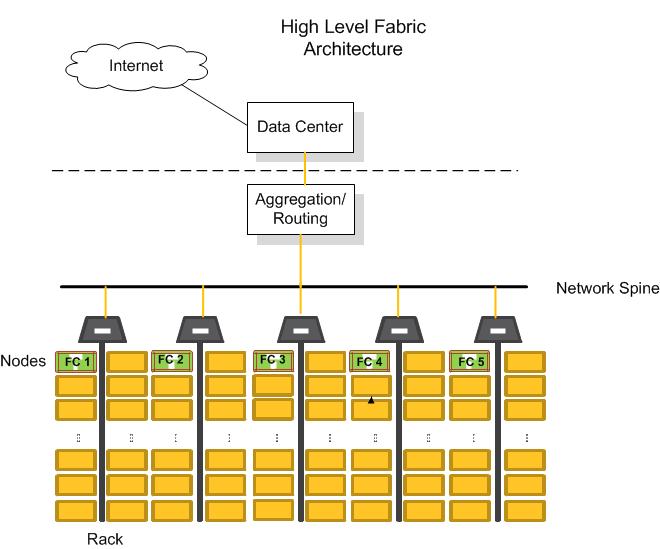 High Level Fabric
Architecture
Internet
Data Center
Aggregation/
Routing
Network Spine
Nodes
FC 1
FC 2
FC 3
FC 4
FC 5
Rack